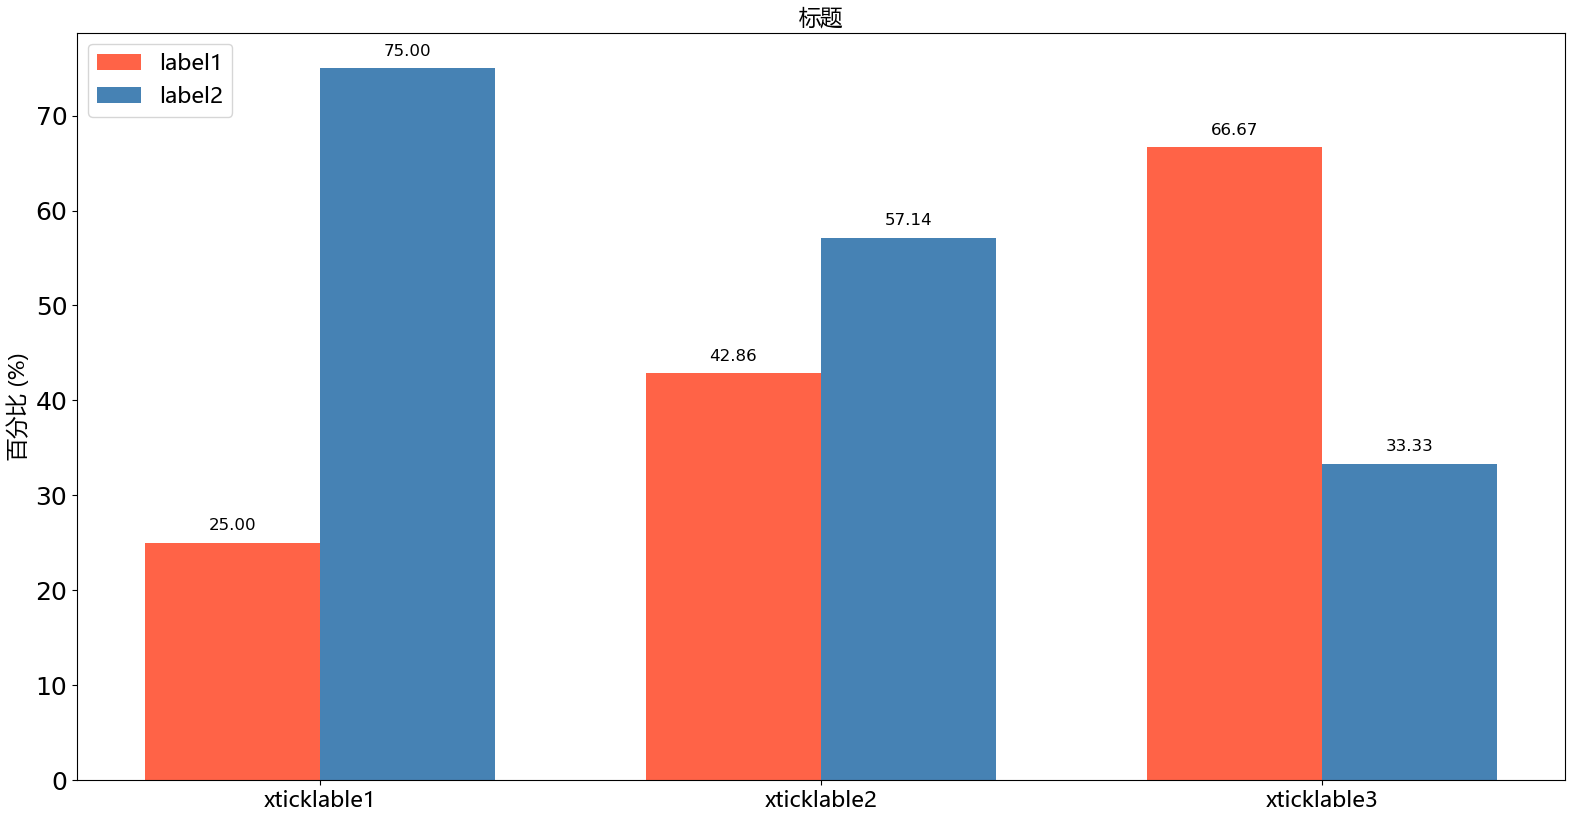 标题
label1
label2
75.00
66.67
57.14
42.86
33.33
25.00
70
60
50
40
30
20
10
0
百分比 (%)
xticklable1
xticklable2
xticklable3